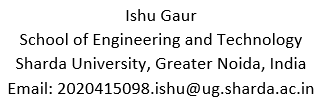 Ishu Gaur
School of Engineering and Technology
Sharda University, Greater Noida, India
Email: 2020415098.ishu@ug.sharda.ac.in